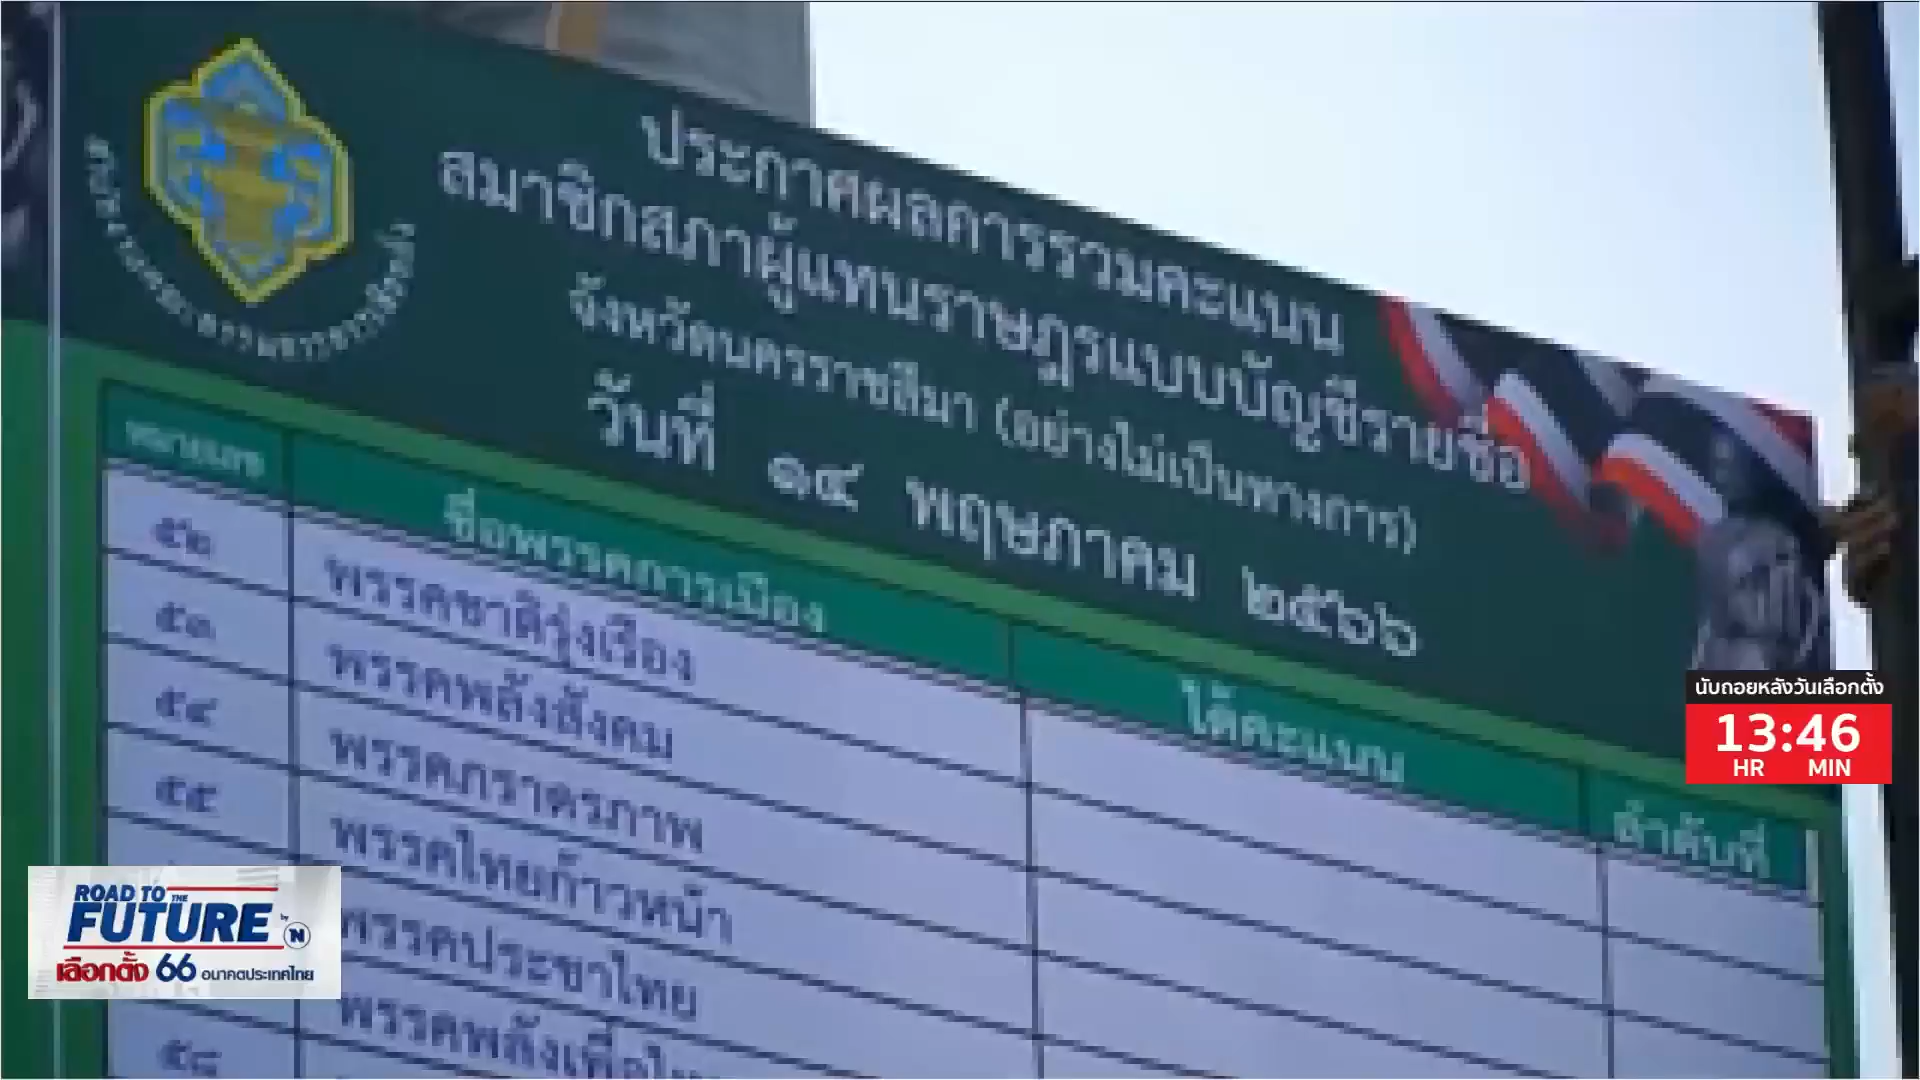 ประกาศผลการรวมคะแนน
สมาชิกสภาผู้แทนราษฎรแบบบัญชีรายชื่อ
จังหวัดนครราชสีมา (อย่างไม่เป็นทางการ)
วันที่ ๑๔ พฤษภาคม ๒๕๖๖
หมายเลข ชื่อพรรคการเมือง ได้คะแนน ลำดับที่
๕๒ พรรคชาติรุ่งเรือง
๕๓ พรรคพลังสังคม
๕๔ พรรคภราดรภาพ
๕๕ พรรคไทยก้าวหน้า
พรรคประชาไทย
พรรคพลังเพื่อไทย
๕๘
นับถอยหลังวันเลือกตั้ง
13:46
HR MIN
ROAD TO THE
FUTURE by N
เลือกตั้ง 66 อนาคตประเทศไทย